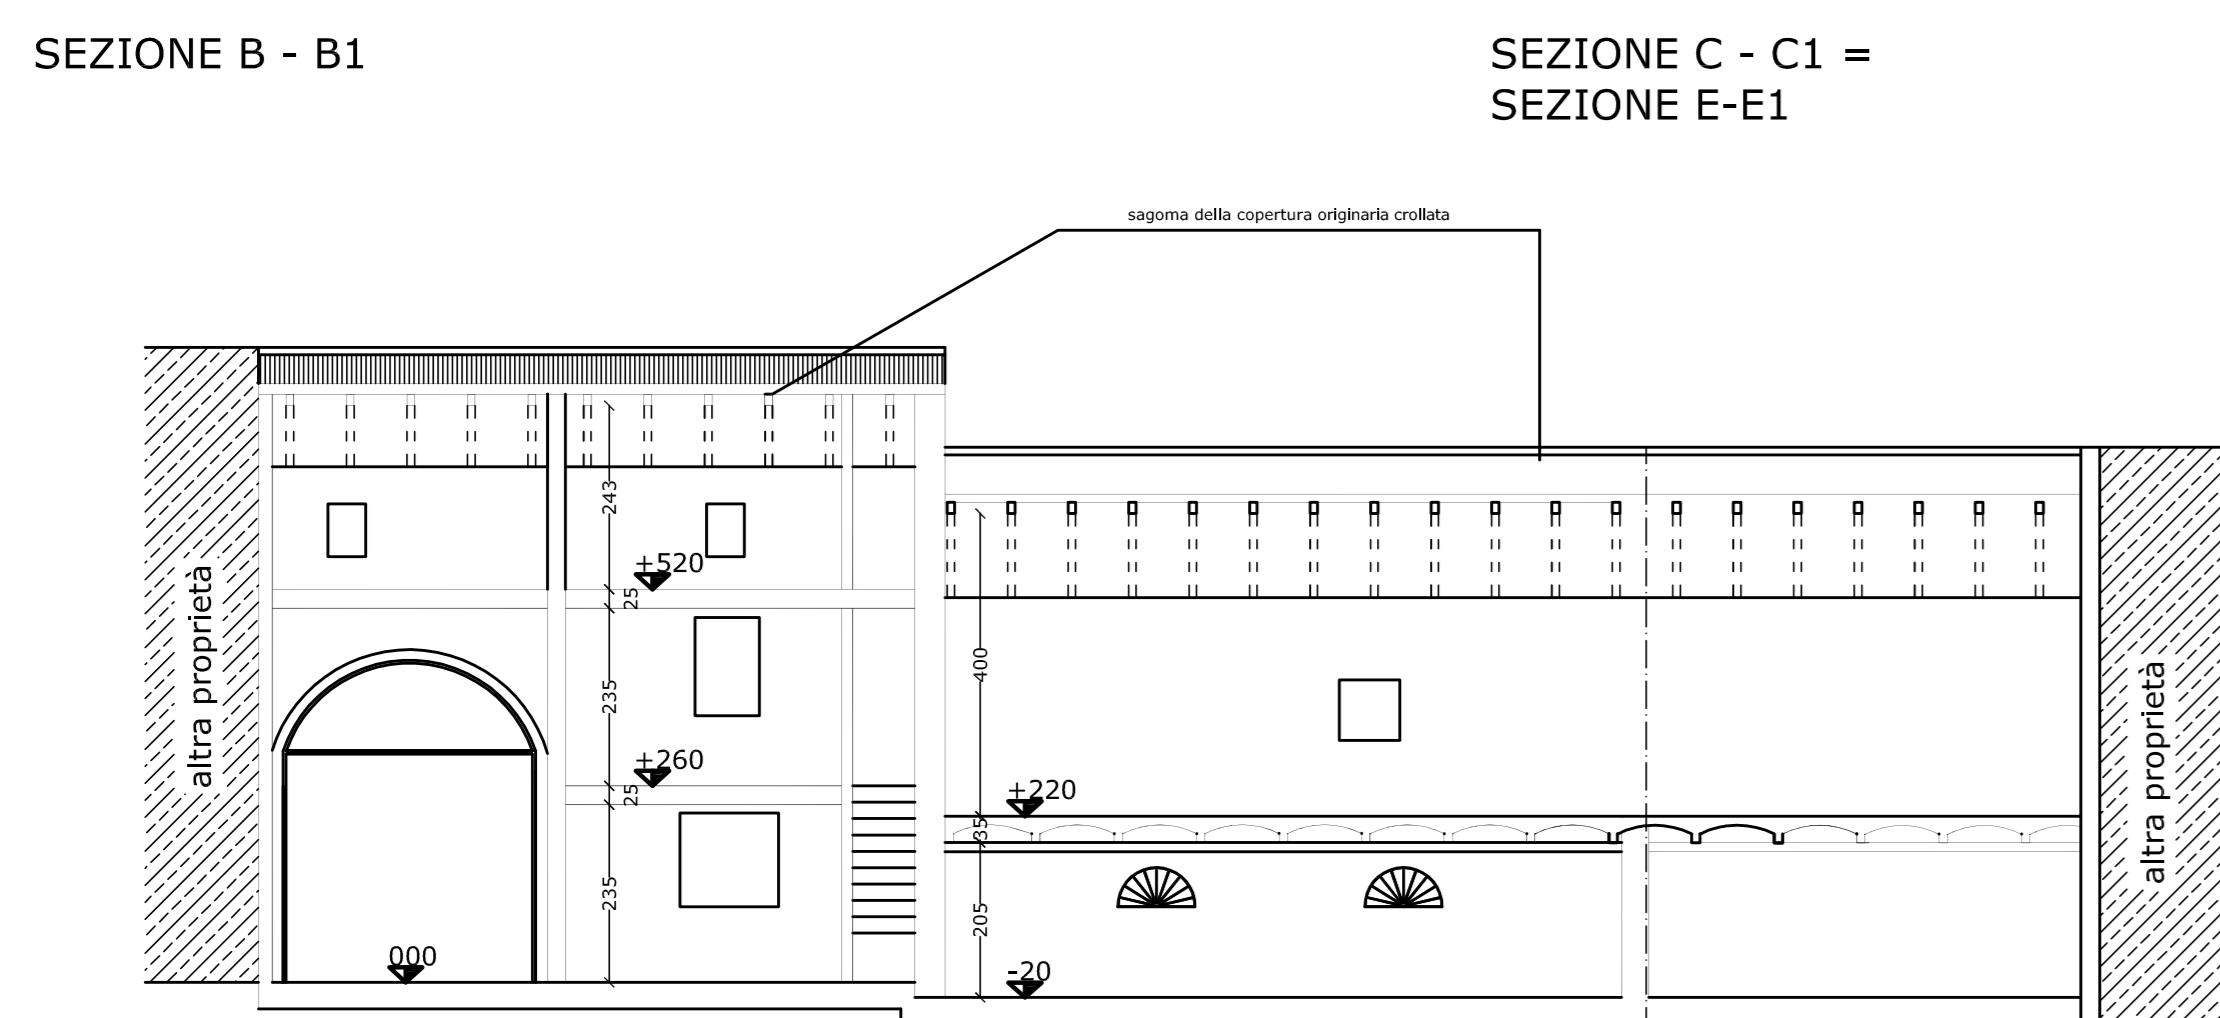 SEZIONE B - B1
SEZIONE C - C1 =
SEZIONE E-E1
sagoma della copertura originaria crollata
243
+520
25
altra proprietà
235
+260
25
235
000
400
+220
35
205
-20
altra proprietà